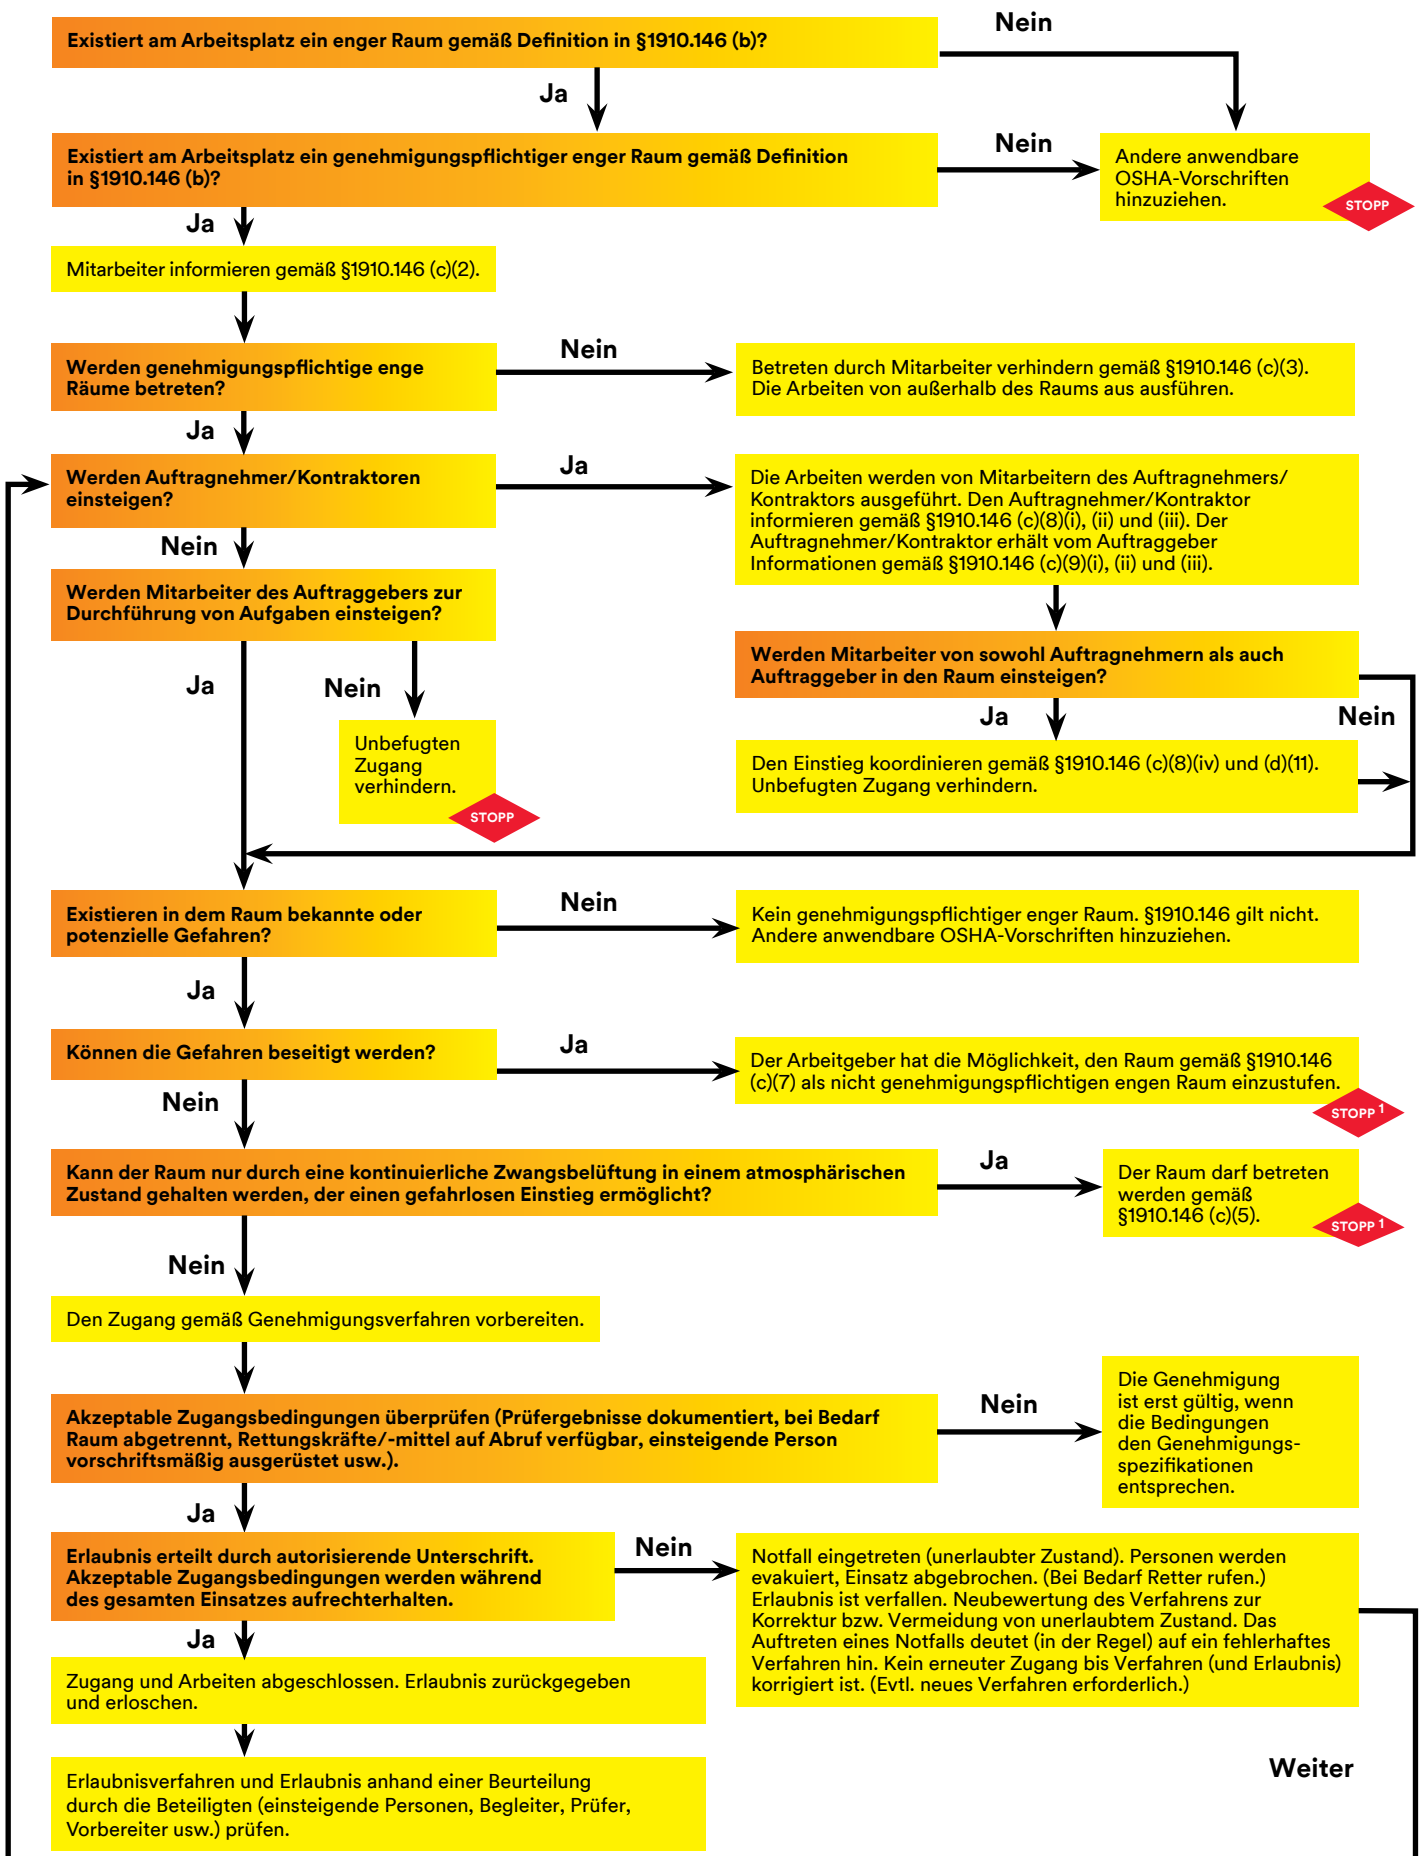 Nein
Existiert am Arbeitsplatz ein enger Raum gemäß Definition in §1910.146 (b)?
Ja
Nein
Existiert am Arbeitsplatz ein genehmigungspflichtiger enger Raum gemäß Definition
in §1910.146 (b)?
Andere anwendbare
OSHA-Vorschriften
hinzuziehen.
STOPP
Ja
Mitarbeiter informieren gemäß §1910.146 (c)(2).
Werden genehmigungspflichtige enge
Räume betreten?
Nein
Betreten durch Mitarbeiter verhindern gemäß §1910.146 (c)(3).
Die Arbeiten von außerhalb des Raums aus ausführen.
Ja
Werden Auftragnehmer/Kontraktoren
einsteigen?
Ja
Die Arbeiten werden von Mitarbeitern des Auftragnehmers/
Kontraktors ausgeführt. Den Auftragnehmer/Kontraktor
informieren gemäß §1910.146 (c)(8)(i), (ii) und (iii). Der
Auftragnehmer/Kontraktor erhält vom Auftraggeber
Informationen gemäß §1910.146 (c)(9)(i), (ii) und (iii).
Nein
Werden Mitarbeiter des Auftraggebers zur
Durchführung von Aufgaben einsteigen?
Werden Mitarbeiter von sowohl Auftragnehmern als auch
Auftraggeber in den Raum einsteigen?
Ja
Nein
Ja
Nein
Unbefugten
Zugang
verhindern.
STOPP
Den Einstieg koordinieren gemäß §1910.146 (c)(8)(iv) und (d)(11).
Unbefugten Zugang verhindern.
Existieren in dem Raum bekannte oder
potenzielle Gefahren?
Nein
Kein genehmigungspflichtiger enger Raum. §1910.146 gilt nicht.
Andere anwendbare OSHA-Vorschriften hinzuziehen.
Ja
Können die Gefahren beseitigt werden?
Ja
Der Arbeitgeber hat die Möglichkeit, den Raum gemäß §1910.146
(c)(7) als nicht genehmigungspflichtigen engen Raum einzustufen.
STOPP 1
Nein
Kann der Raum nur durch eine kontinuierliche Zwangsbelüftung in einem atmosphärischen
Zustand gehalten werden, der einen gefahrlosen Einstieg ermöglicht?
Ja
Der Raum darf betreten
werden gemäß
§1910.146 (c)(5).
STOPP 1
Nein
Den Zugang gemäß Genehmigungsverfahren vorbereiten.
Akzeptable Zugangsbedingungen überprüfen (Prüfergebnisse dokumentiert, bei Bedarf
Raum abgetrennt, Rettungskräfte/-mittel auf Abruf verfügbar, einsteigende Person
vorschriftsmäßig ausgerüstet usw.).
Nein
Die Genehmigung
ist erst gültig, wenn
die Bedingungen
den Genehmigungs-
spezifikationen
entsprechen.
Ja
Erlaubnis erteilt durch autorisierende Unterschrift.
Akzeptable Zugangsbedingungen werden während
des gesamten Einsatzes aufrechterhalten.
Nein
Notfall eingetreten (unerlaubter Zustand). Personen werden
evakuiert, Einsatz abgebrochen. (Bei Bedarf Retter rufen.)
Erlaubnis ist verfallen. Neubewertung des Verfahrens zur
Korrektur bzw. Vermeidung von unerlaubtem Zustand. Das
Auftreten eines Notfalls deutet (in der Regel) auf ein fehlerhaftes
Verfahren hin. Kein erneuter Zugang bis Verfahren (und Erlaubnis)
korrigiert ist. (Evtl. neues Verfahren erforderlich.)
Ja
Zugang und Arbeiten abgeschlossen. Erlaubnis zurückgegeben
und erloschen.
Weiter
Erlaubnisverfahren und Erlaubnis anhand einer Beurteilung
durch die Beteiligten (einsteigende Personen, Begleiter, Prüfer,
Vorbereiter usw.) prüfen.